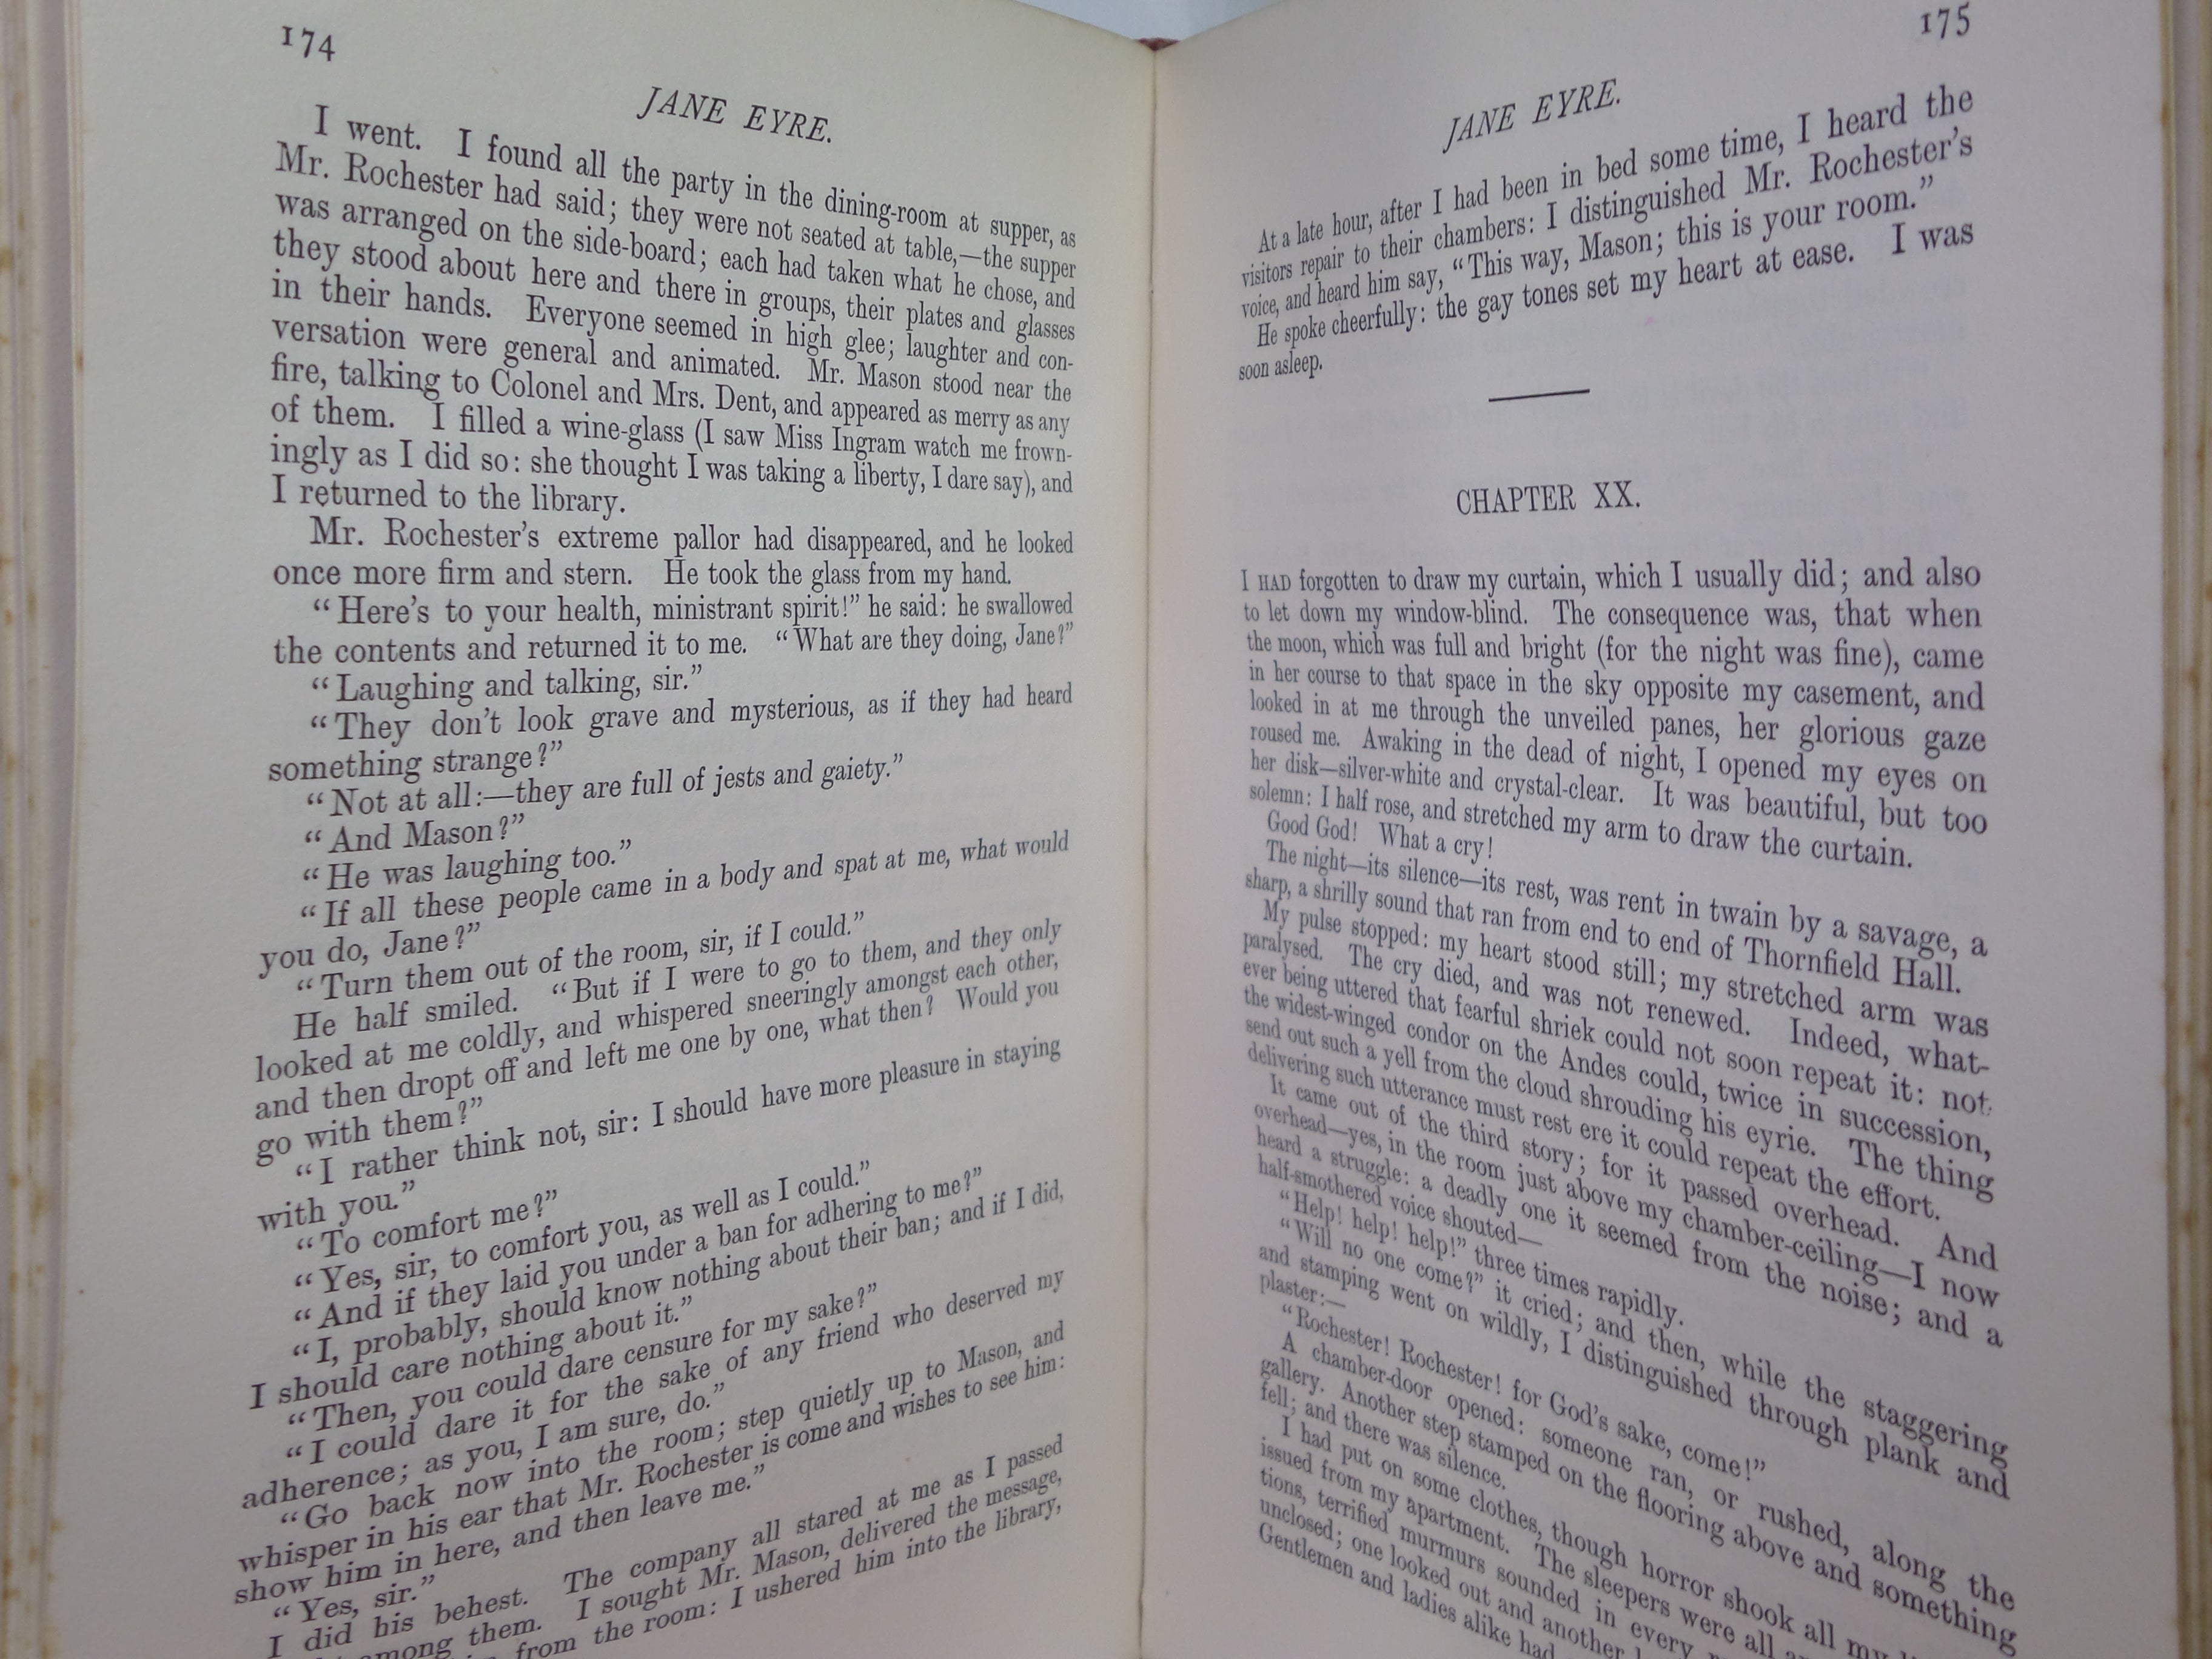 174
JANE EYRE.
I went. I found all the party in the dining-room at supper, as
Mr. Rochester had said; they were not seated at table,—the supper
was arranged on the side-board; each had taken what he chose, and
they stood about here and there in groups, their plates and glasses
in their hands. Everyone seemed in high glee; laughter and con-
versation were general and animated. Mr. Mason stood near the
fire, talking to Colonel and Mrs. Dent, and appeared as merry as any
of them. I filled a wine-glass (I saw Miss Ingram watch me frown-
ingly as I did so: she thought I was taking a liberty, I dare say), and
I returned to the library.
Mr. Rochester's extreme pallor had disappeared, and he looked
once more firm and stern. He took the glass from my hand.
“Here's to your health, ministrant spirit!” he said: he swallowed
the contents and returned it to me. “What are they doing, Jane?”
“Laughing and talking, sir.”
“They don't look grave and mysterious, as if they had heard
something strange?”
“Not at all:—they are full of jests and gaiety.”
“And Mason?”
“He was laughing too.”
“If all these people came in a body and spat at me, what would
you do, Jane?”
“Turn them out of the room, sir, if I could.”
He half smiled. “But if I were to go to them, and they only
looked at me coldly, and whispered sneeringly amongst each other,
and then dropt off and left me one by one, what then? Would you
go with them?”
“I rather think not, sir: I should have more pleasure in staying
with you.”
“To comfort me?”
“Yes, sir, to comfort you, as well as I could.”
“And if they laid you under a ban for adhering to me?”
“I, probably, should know nothing about their ban; and if I did,
I should care nothing about it.”
“Then, you could dare censure for my sake?”
“I could dare it for the sake of any friend who deserved my
adherence; as you, I am sure, do.”
“Go back now into the room; step quietly up to Mason, and
whisper in his ear that Mr. Rochester is come and wishes to see him:
show him in here, and then leave me.”
“Yes, sir.”
I did his behest. The company all stared at me as I passed
among them. I sought Mr. Mason, delivered the message,
from the room: I ushered him into the library,
175
JANE EYRE.
At a late hour, after I had been in bed some time, I heard the
visitors repair to their chambers: I distinguished Mr. Rochester's
voice, and heard him say, “This way, Mason; this is your room.”
He spoke cheerfully: the gay tones set my heart at ease. I was
soon asleep.
CHAPTER XX.
I HAD forgotten to draw my curtain, which I usually did; and also
to let down my window-blind. The consequence was, that when
the moon, which was full and bright (for the night was fine), came
in her course to that space in the sky opposite my casement, and
looked in at me through the unveiled panes, her glorious gaze
roused me. Awaking in the dead of night, I opened my eyes on
her disk—silver-white and crystal-clear. It was beautiful, but too
solemn: I half rose, and stretched my arm to draw the curtain.
Good God! What a cry!
The night—its silence—its rest, was rent in twain by a savage, a
sharp, a shrilly sound that ran from end to end of Thornfield Hall.
My pulse stopped: my heart stood still; my stretched arm was
paralysed. The cry died, and was not renewed. Indeed, what-
ever being uttered that fearful shriek could not soon repeat it: not
the widest-winged condor on the Andes could, twice in succession,
send out such a yell from the cloud shrouding his eyrie. The thing
delivering such utterance must rest ere it could repeat the effort.
It came out of the third story; for it passed overhead. And
overhead—yes, in the room just above my chamber-ceiling—I now
heard a struggle: a deadly one it seemed from the noise; and a
half-smothered voice shouted—
“Help! help! help!” three times rapidly.
“Will no one come?” it cried; and then, while the staggering
and stamping went on wildly, I distinguished through plank and
plaster:—
“Rochester! Rochester! for God's sake, come!”
A chamber-door opened: someone ran, or rushed, along the
gallery. Another step stamped on the flooring above and something
fell; and there was silence.
I had put on some clothes, though horror shook all my
issued from my apartment. The sleepers were all
tions, terrified murmurs sounded in every
unclosed; one looked out and another
Gentlemen and ladies alike had